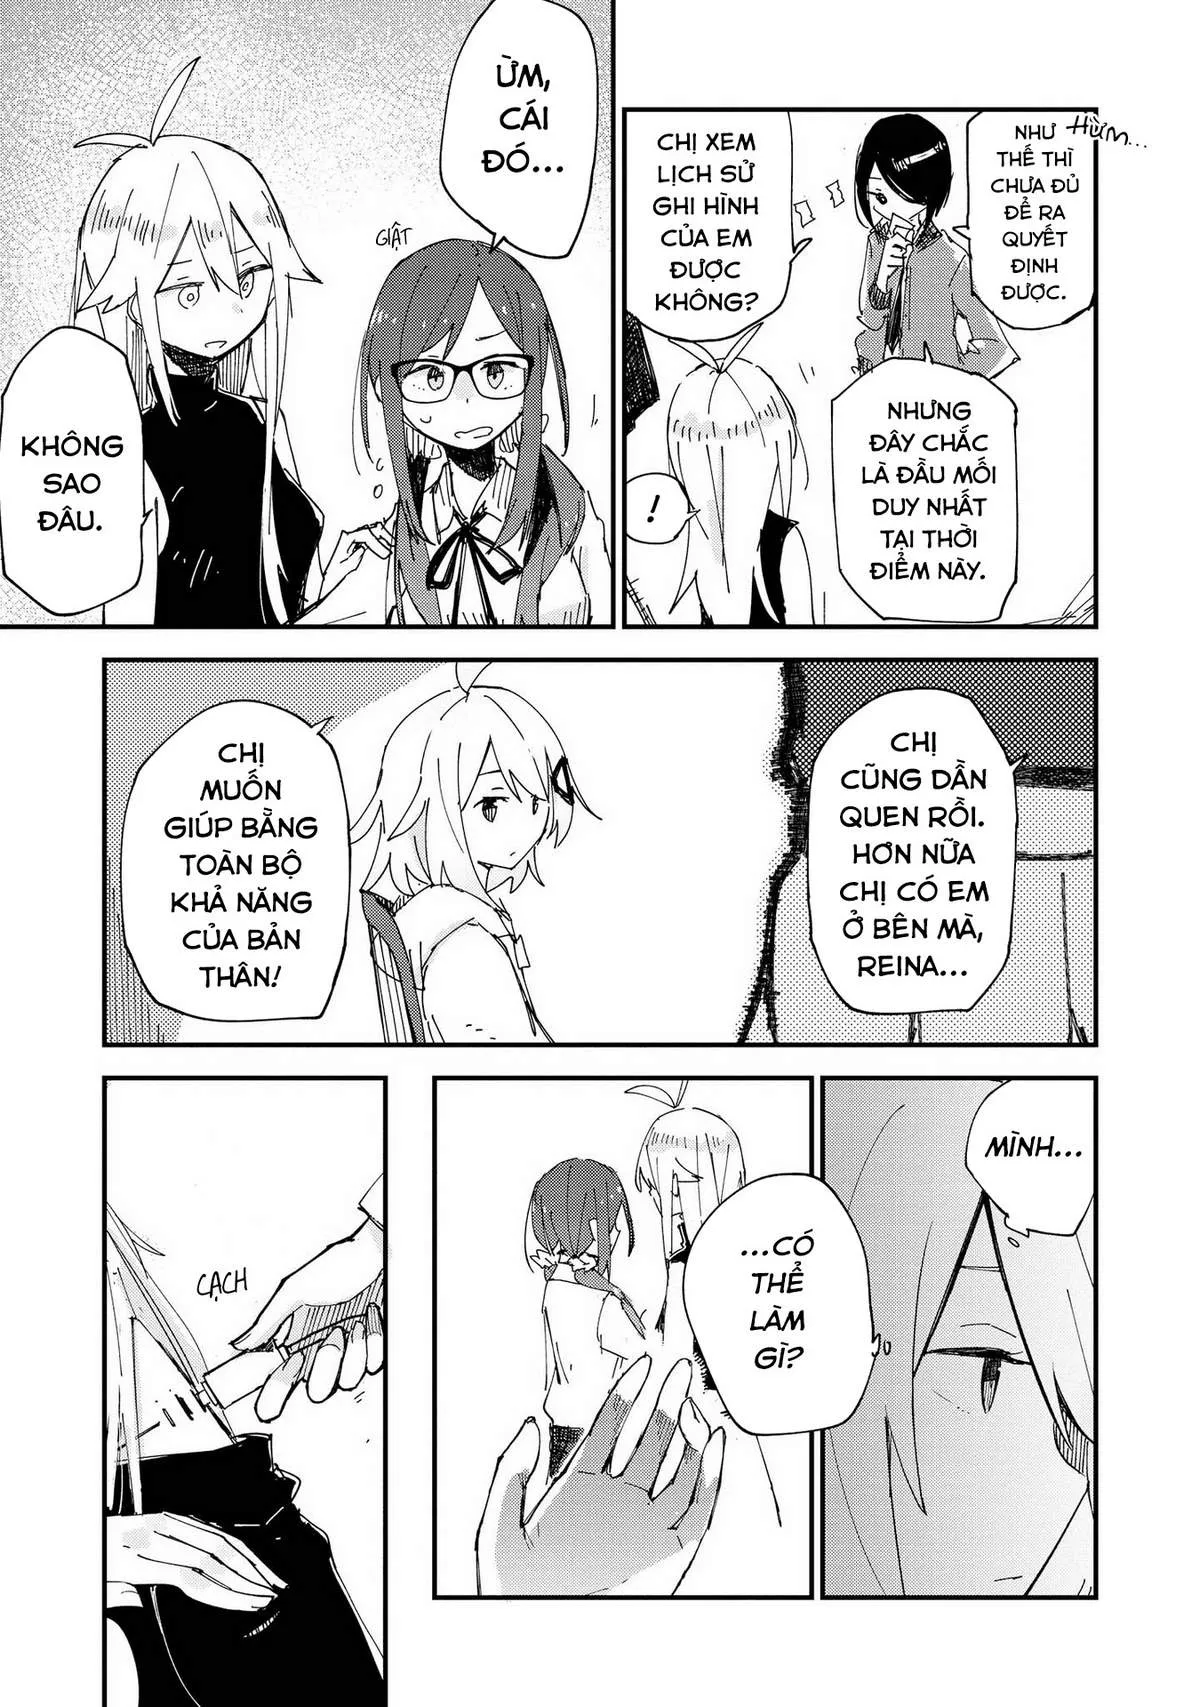 Hừm...
NHƯ
THẾ THÌ
CHƯA ĐỦ
ĐỂ RA
QUYẾT
ĐỊNH
ĐƯỢC.
NHƯNG
ĐÂY CHẮC
LÀ ĐẦU MỐI
DUY NHẤT
TẠI THỜI
ĐIỂM NÀY.
CHỊ XEM
LỊCH SỬ
GHI HÌNH
CỦA EM
ĐƯỢC
KHÔNG?
!
ỪM,
CÁI
ĐÓ...
GIẬT
KHÔNG
SAO
ĐÂU.
CHỊ
CŨNG DẦN
QUEN RỒI.
HƠN NỮA
CHỊ CÓ EM
Ở BÊN MÀ,
REINA...
CHỊ
MUỐN
GIÚP BẰNG
TOÀN BỘ
KHẢ NĂNG
CỦA BẢN
THÂN!
MÌNH...
...CÓ
THỂ
LÀM
GÌ?
CẠCH